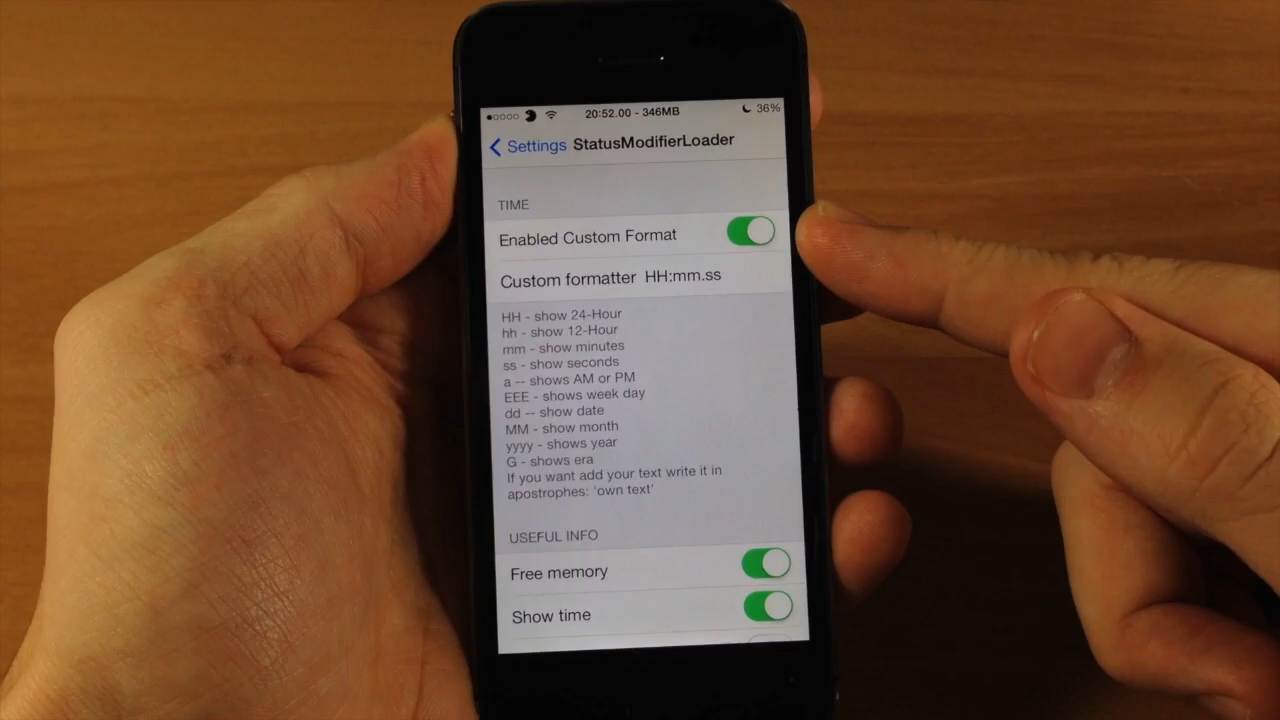 20:52.00 - 346MB 36%
Settings StatusModifierLoader
TIME
Enabled Custom Format
Custom formatter HH:mm.ss
HH - show 24-Hour
hh - show 12-Hour
mm - show minutes
ss - show seconds
a -- shows AM or PM
EEE - shows week day
dd -- show date
MM - show month
yyyy - shows year
G - shows era
If you want add your text write it in
apostrophes: 'own text'
USEFUL INFO
Free memory
Show time